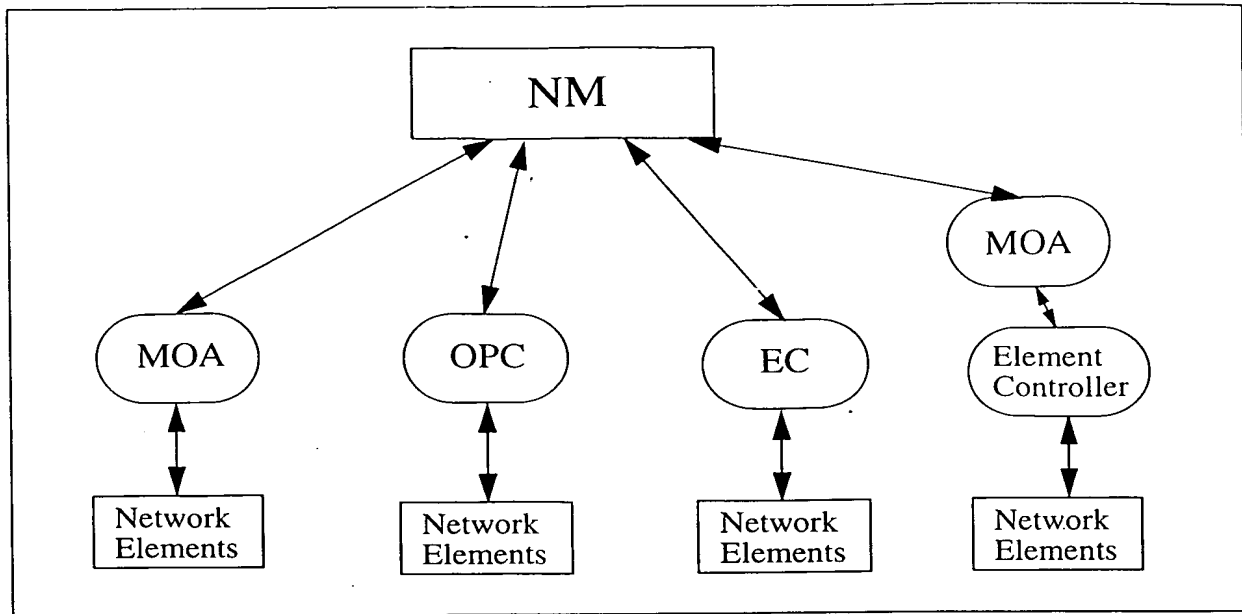 NM
MOA
MOA
OPC
EC
Element
Controller
Network
Elements
Network
Elements
Network
Elements
Network
Elements